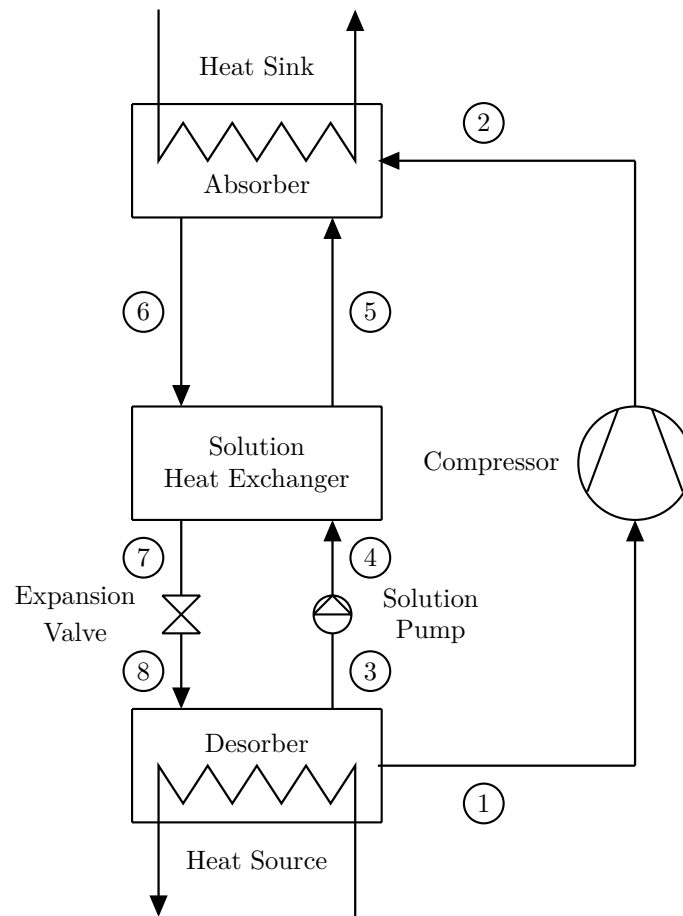 Heat Sink
2
Absorber
6
5
Solution
Heat Exchanger
Compressor
7
4
Expansion
Valve
Solution
Pump
8
3
Desorber
1
Heat Source